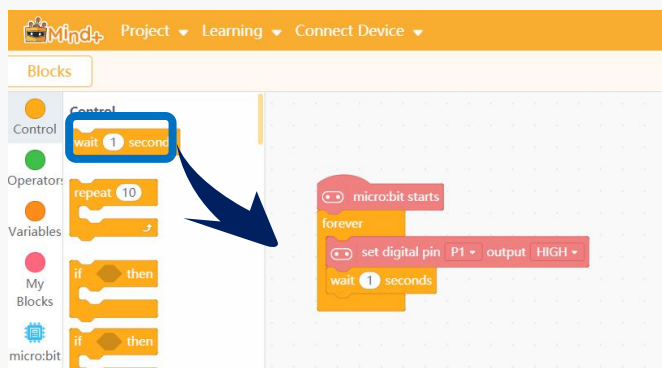 Mind+ Project Learning Connect Device
Blocks
Control
Control
wait 1 second
Operators
repeat 10
Variables
My
Blocks
if then
micro:bit
if then
micro:bit starts
forever
set digital pin P1 output HIGH
wait 1 seconds